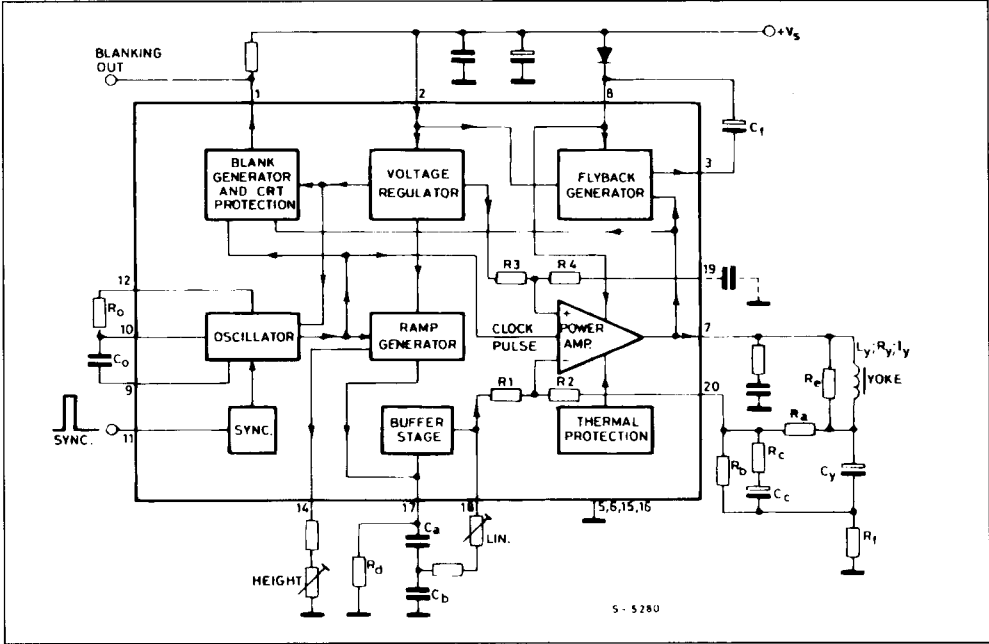 BLANKING
OUT
+Vs
1
2
8
Cf
3
BLANK
GENERATOR
AND CRT
PROTECTION
VOLTAGE
REGULATOR
FLYBACK
GENERATOR
R3
R4
19
12
Ro
10
Co
9
OSCILLATOR
RAMP
GENERATOR
CLOCK
PULSE
+
POWER
AMP.
−
7
Ly;Ry;Iy
YOKE
Re
R1
R2
20
SYNC.
11
SYNC.
BUFFER
STAGE
THERMAL
PROTECTION
Ra
Rb
Rc
Cc
Cy
14
17
18
5,6,15,16
Ca
LIN.
Rd
HEIGHT
Cb
Rf
S-5280